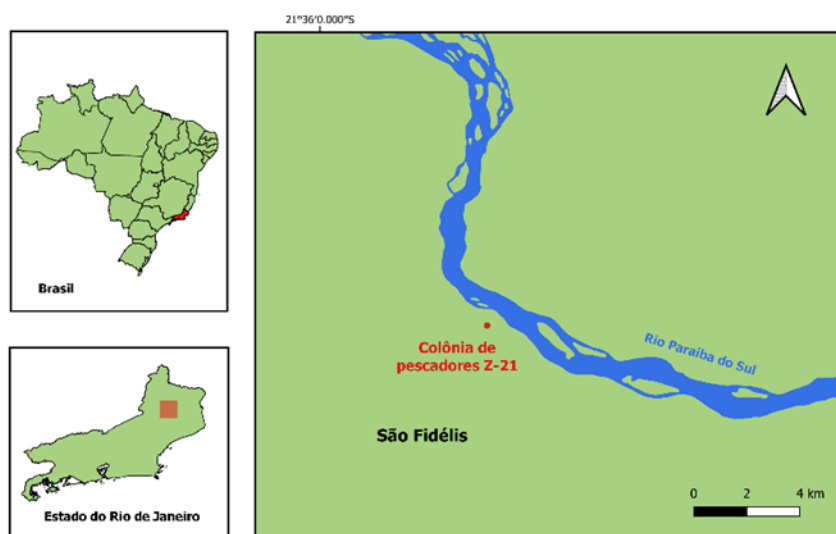 21°36'0.000"S
Brasil
Rio Paraíba do Sul
Colônia de
pescadores Z-21
São Fidélis
0 2 4 km
Estado do Rio de Janeiro